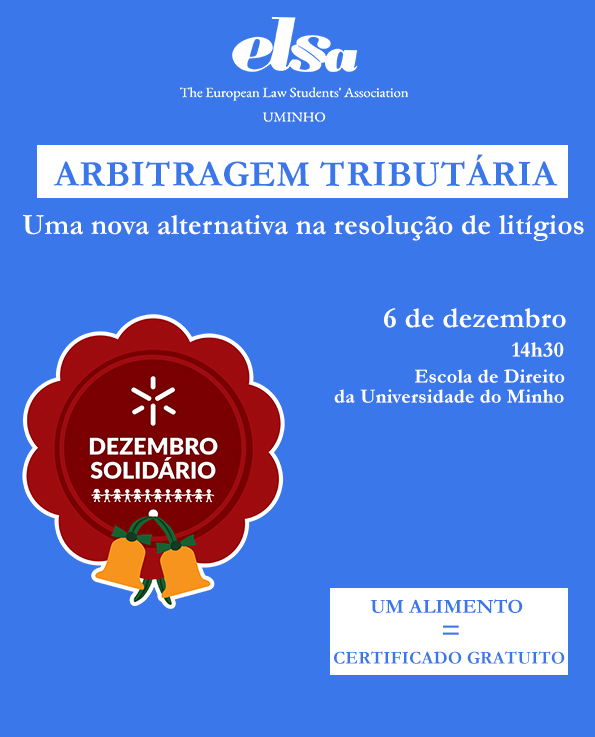 elsa
The European Law Students' Association
UMINHO
ARBITRAGEM TRIBUTÁRIA
Uma nova alternativa na resolução de litígios
6 de dezembro
14h30
Escola de Direito
da Universidade do Minho
DEZEMBRO
SOLIDÁRIO
UM ALIMENTO
=
CERTIFICADO GRATUITO